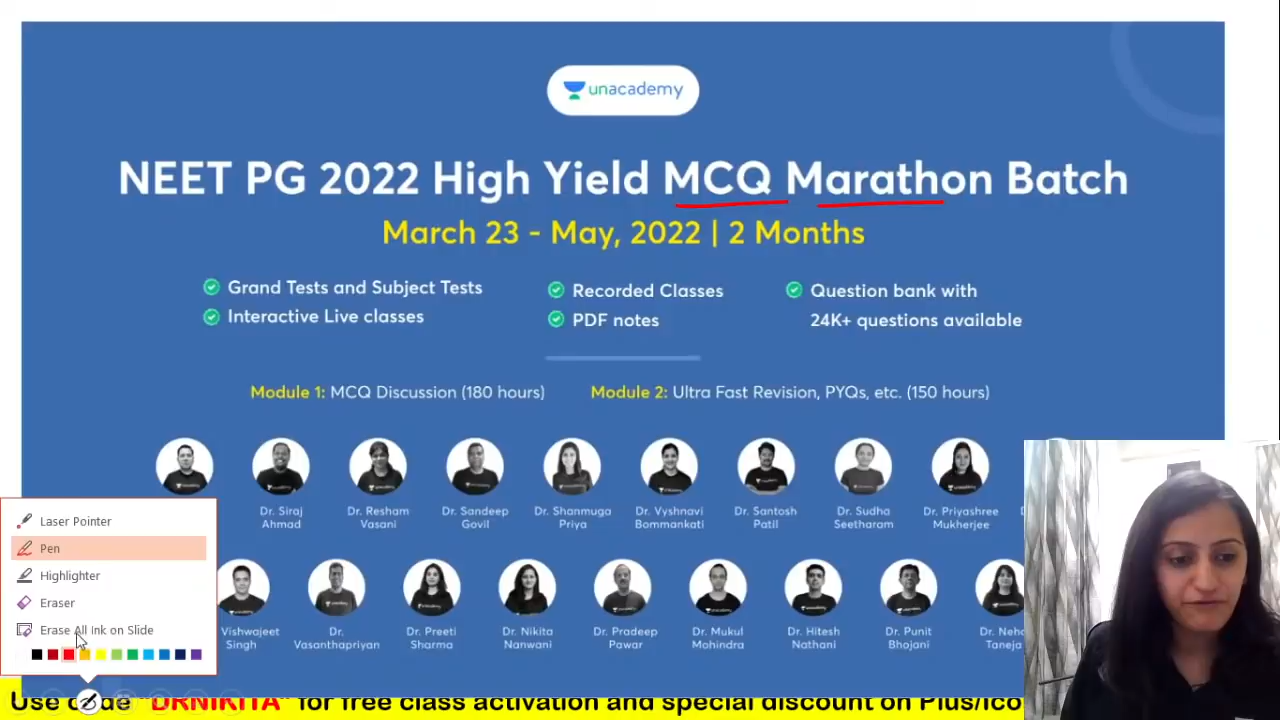 unacademy
NEET PG 2022 High Yield MCQ Marathon Batch
March 23 - May, 2022 | 2 Months
Grand Tests and Subject Tests
Interactive Live classes
Recorded Classes
PDF notes
Question bank with
24K+ questions available
Module 1: MCQ Discussion (180 hours)
Module 2: Ultra Fast Revision, PYQs, etc. (150 hours)
Dr. Siraj
Ahmad
Dr. Resham
Vasani
Dr. Sandeep
Govil
Dr. Shanmuga
Priya
Dr. Vyshnavi
Bommankati
Dr. Santosh
Patil
Dr. Sudha
Seetharam
Dr. Priyashree
Mukherjee
Laser Pointer
Pen
Highlighter
Eraser
Erase All Ink on Slide
Vishwajeet
Singh
Dr.
Vasanthapriyan
Dr. Preeti
Sharma
Dr. Nikita
Nanwani
Dr. Pradeep
Pawar
Dr. Mukul
Mohindra
Dr. Hitesh
Nathani
Dr. Punit
Bhojani
Dr. Neha
Taneja
Use code "DRNIKITA" for free class activation and special discount on Plus/Ico